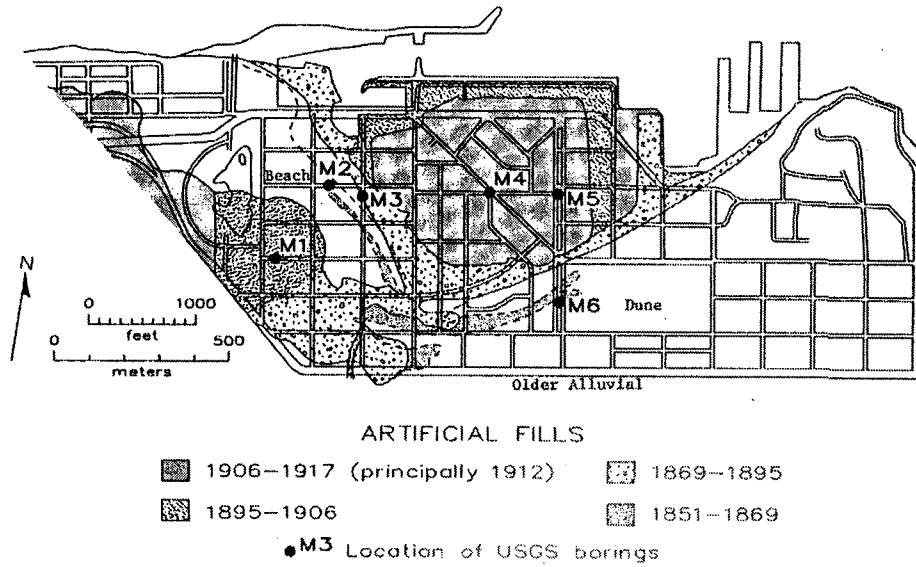 M2
Beach
M3
M4
M5
M1
N
0 1000
feet
0 500
meters
M6 Dune
Older Alluvial
ARTIFICIAL FILLS
1906–1917 (principally 1912)
1869–1895
1895–1906
1851–1869
M3 Location of USGS borings